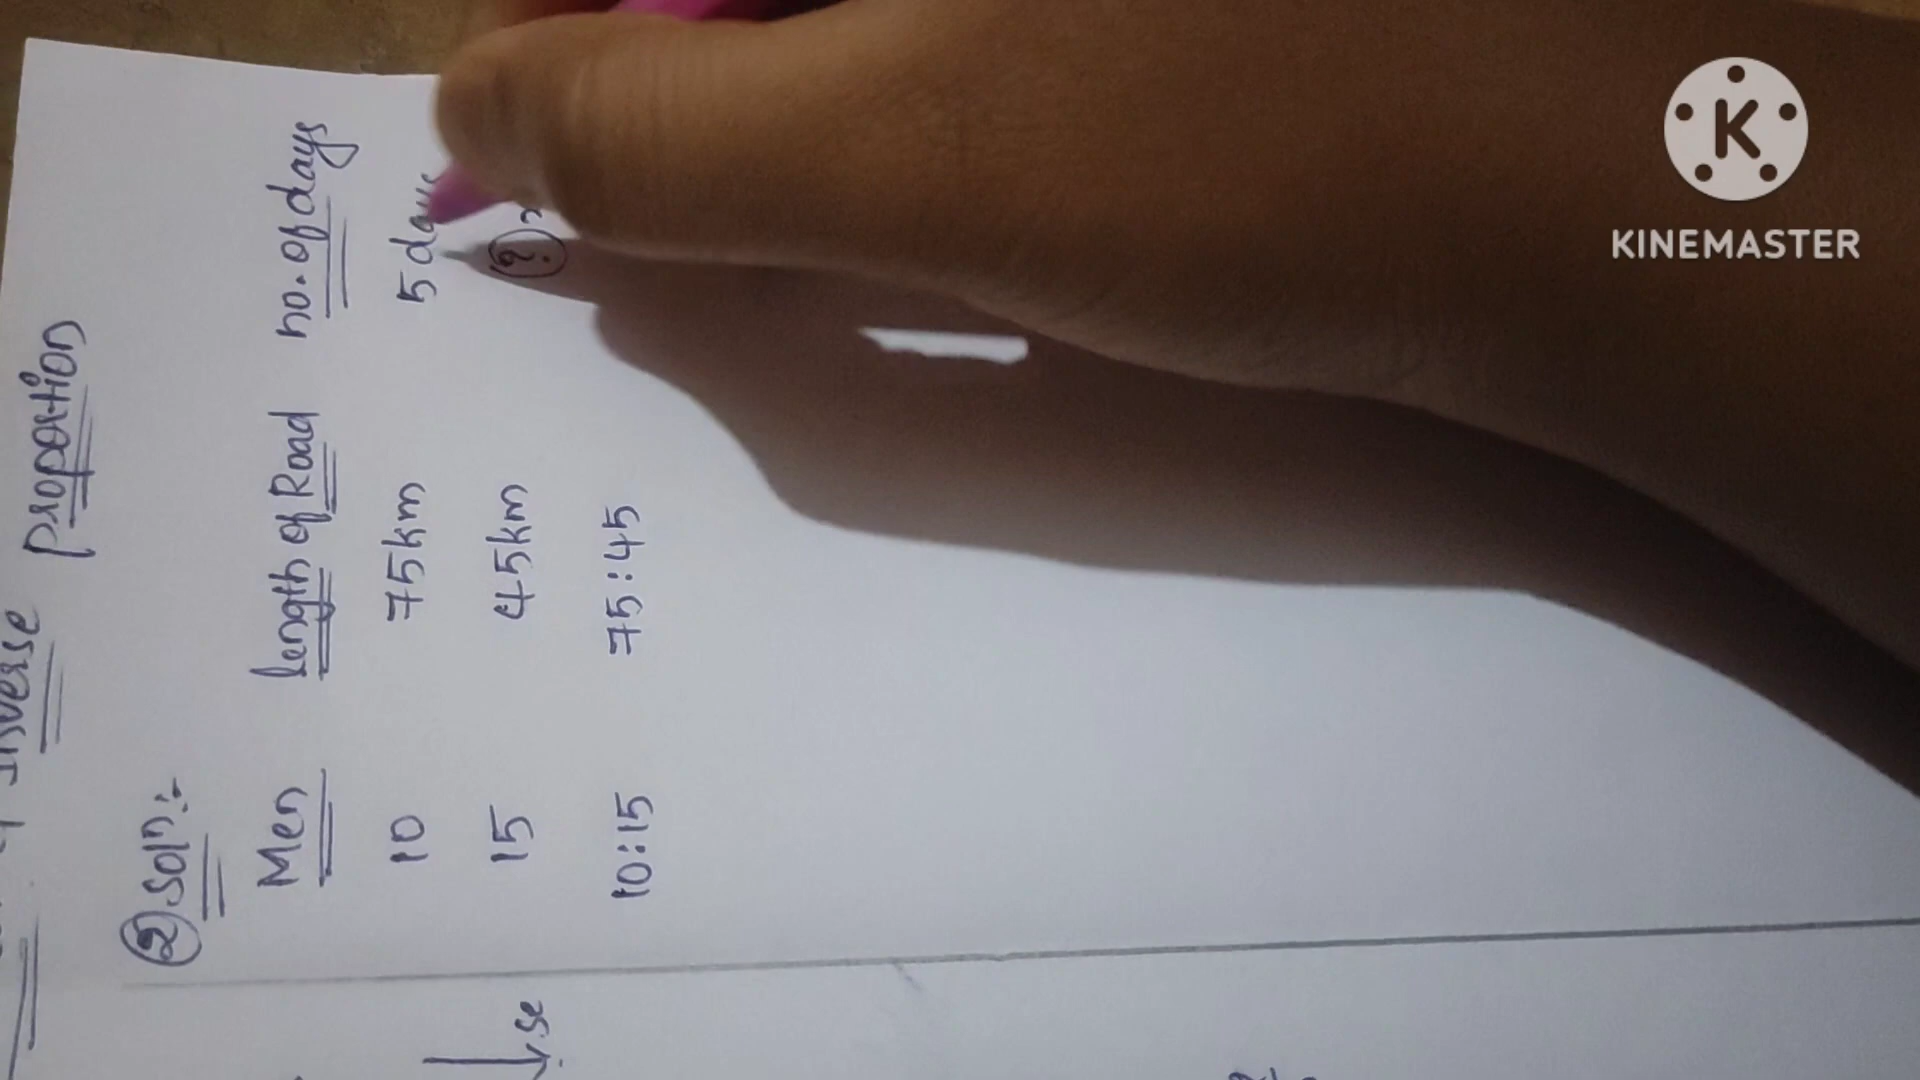 Inverse proportion
② Soln:-
Men length of Road no. of days
10 75km 5 days
15 45km ?
10:15 75:45
se
KINEMASTER